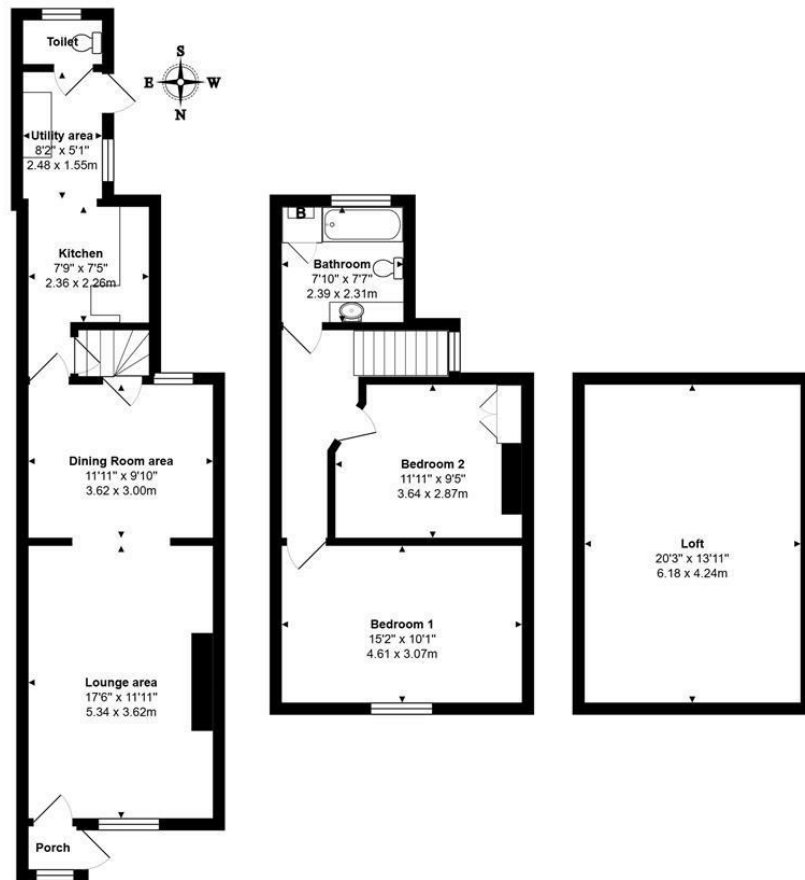 Toilet
S
E W
N
Utility area
8'2" x 5'1"
2.48 x 1.55m
Kitchen
7'9" x 7'5"
2.36 x 2.26m
Dining Room area
11'11" x 9'10"
3.62 x 3.00m
Lounge area
17'6" x 11'11"
5.34 x 3.62m
Porch
B
Bathroom
7'10" x 7'7"
2.39 x 2.31m
Bedroom 2
11'11" x 9'5"
3.64 x 2.87m
Bedroom 1
15'2" x 10'1"
4.61 x 3.07m
Loft
20'3" x 13'11"
6.18 x 4.24m